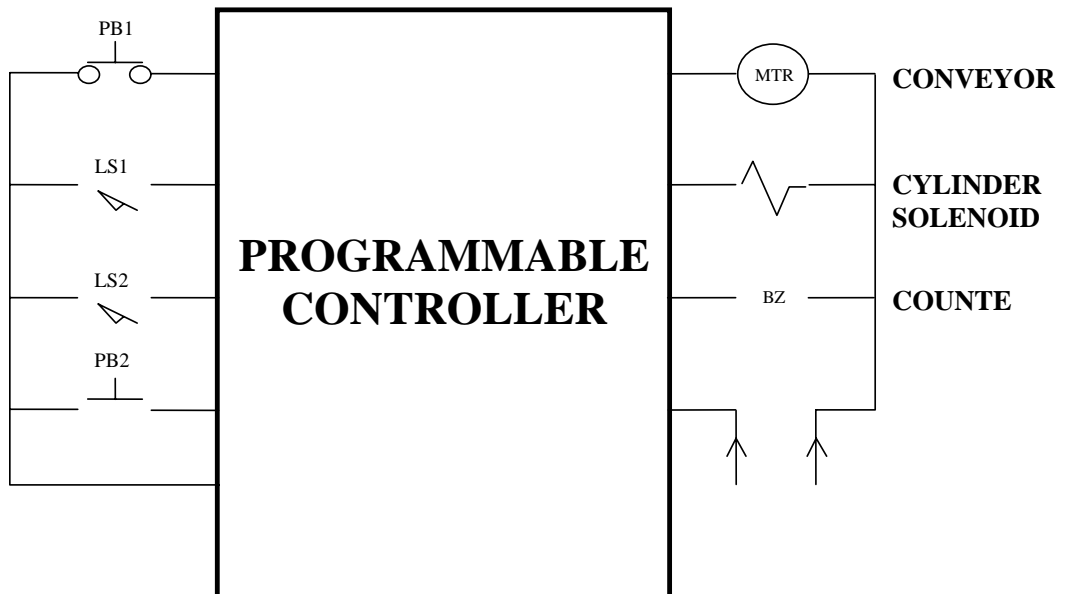 PB1
MTR
CONVEYOR
LS1
CYLINDER
SOLENOID
PROGRAMMABLE
CONTROLLER
LS2
BZ
COUNTE
PB2